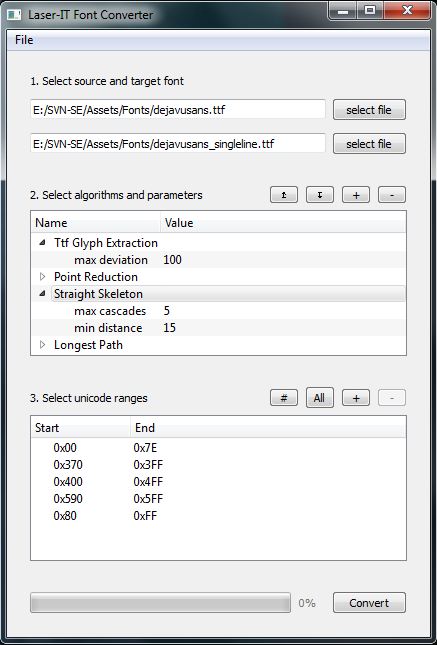 Laser-IT Font Converter
File
1. Select source and target font
E:/SVN-SE/Assets/Fonts/dejavusans.ttf select file
E:/SVN-SE/Assets/Fonts/dejavusans_singleline.ttf select file
2. Select algorithms and parameters + -
Name Value
Ttf Glyph Extraction
max deviation 100
Point Reduction
Straight Skeleton
max cascades 5
min distance 15
Longest Path
3. Select unicode ranges # All + -
Start End
0x00 0x7E
0x370 0x3FF
0x400 0x4FF
0x590 0x5FF
0x80 0xFF
0% Convert